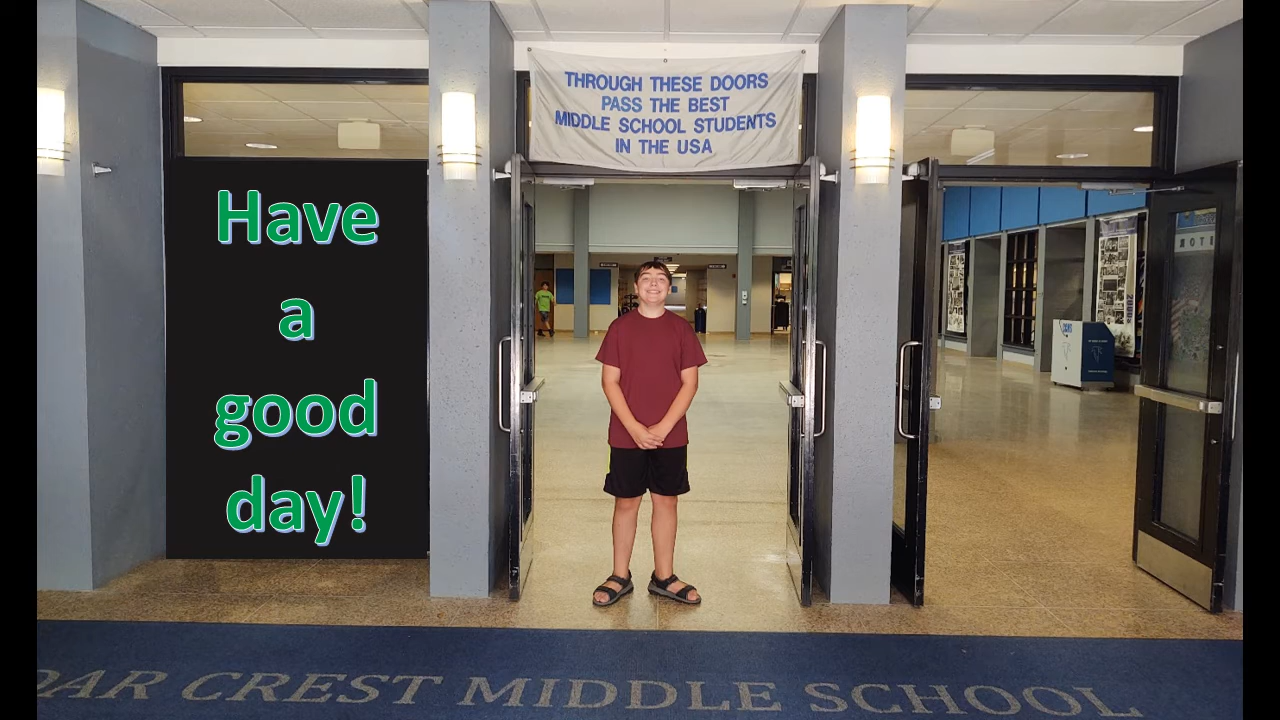 THROUGH THESE DOORS
PASS THE BEST
MIDDLE SCHOOL STUDENTS
IN THE USA
Have
a
good
day!
CREST MIDDLE SCHOOL